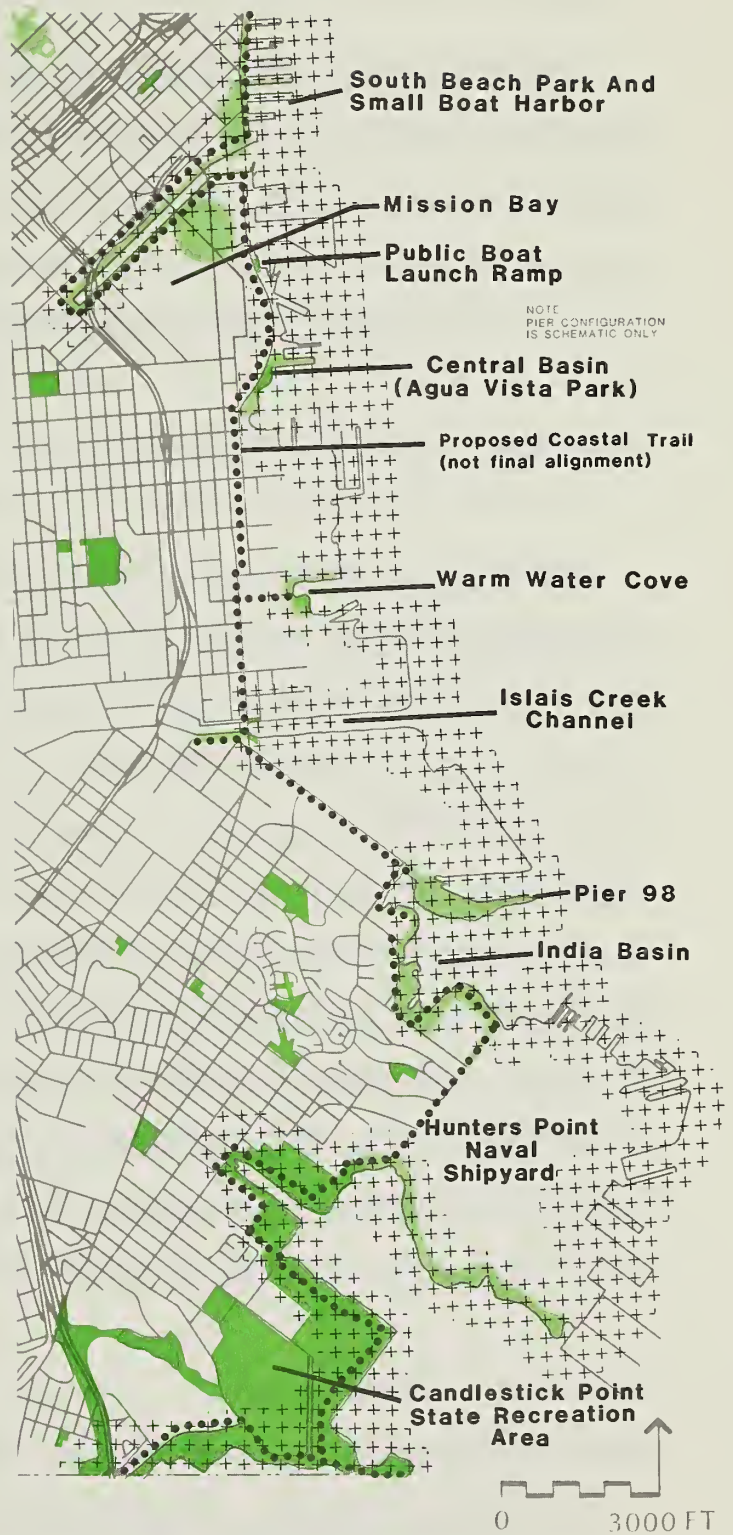 South Beach Park And
Small Boat Harbor
Mission Bay
Public Boat
Launch Ramp
NOTE
PIER CONFIGURATION
IS SCHEMATIC ONLY
Central Basin
(Agua Vista Park)
Proposed Coastal Trail
(not final alignment)
Warm Water Cove
Islais Creek
Channel
Pier 98
India Basin
Hunters Point
Naval
Shipyard
Candlestick Point
State Recreation
Area
0 3000 FT